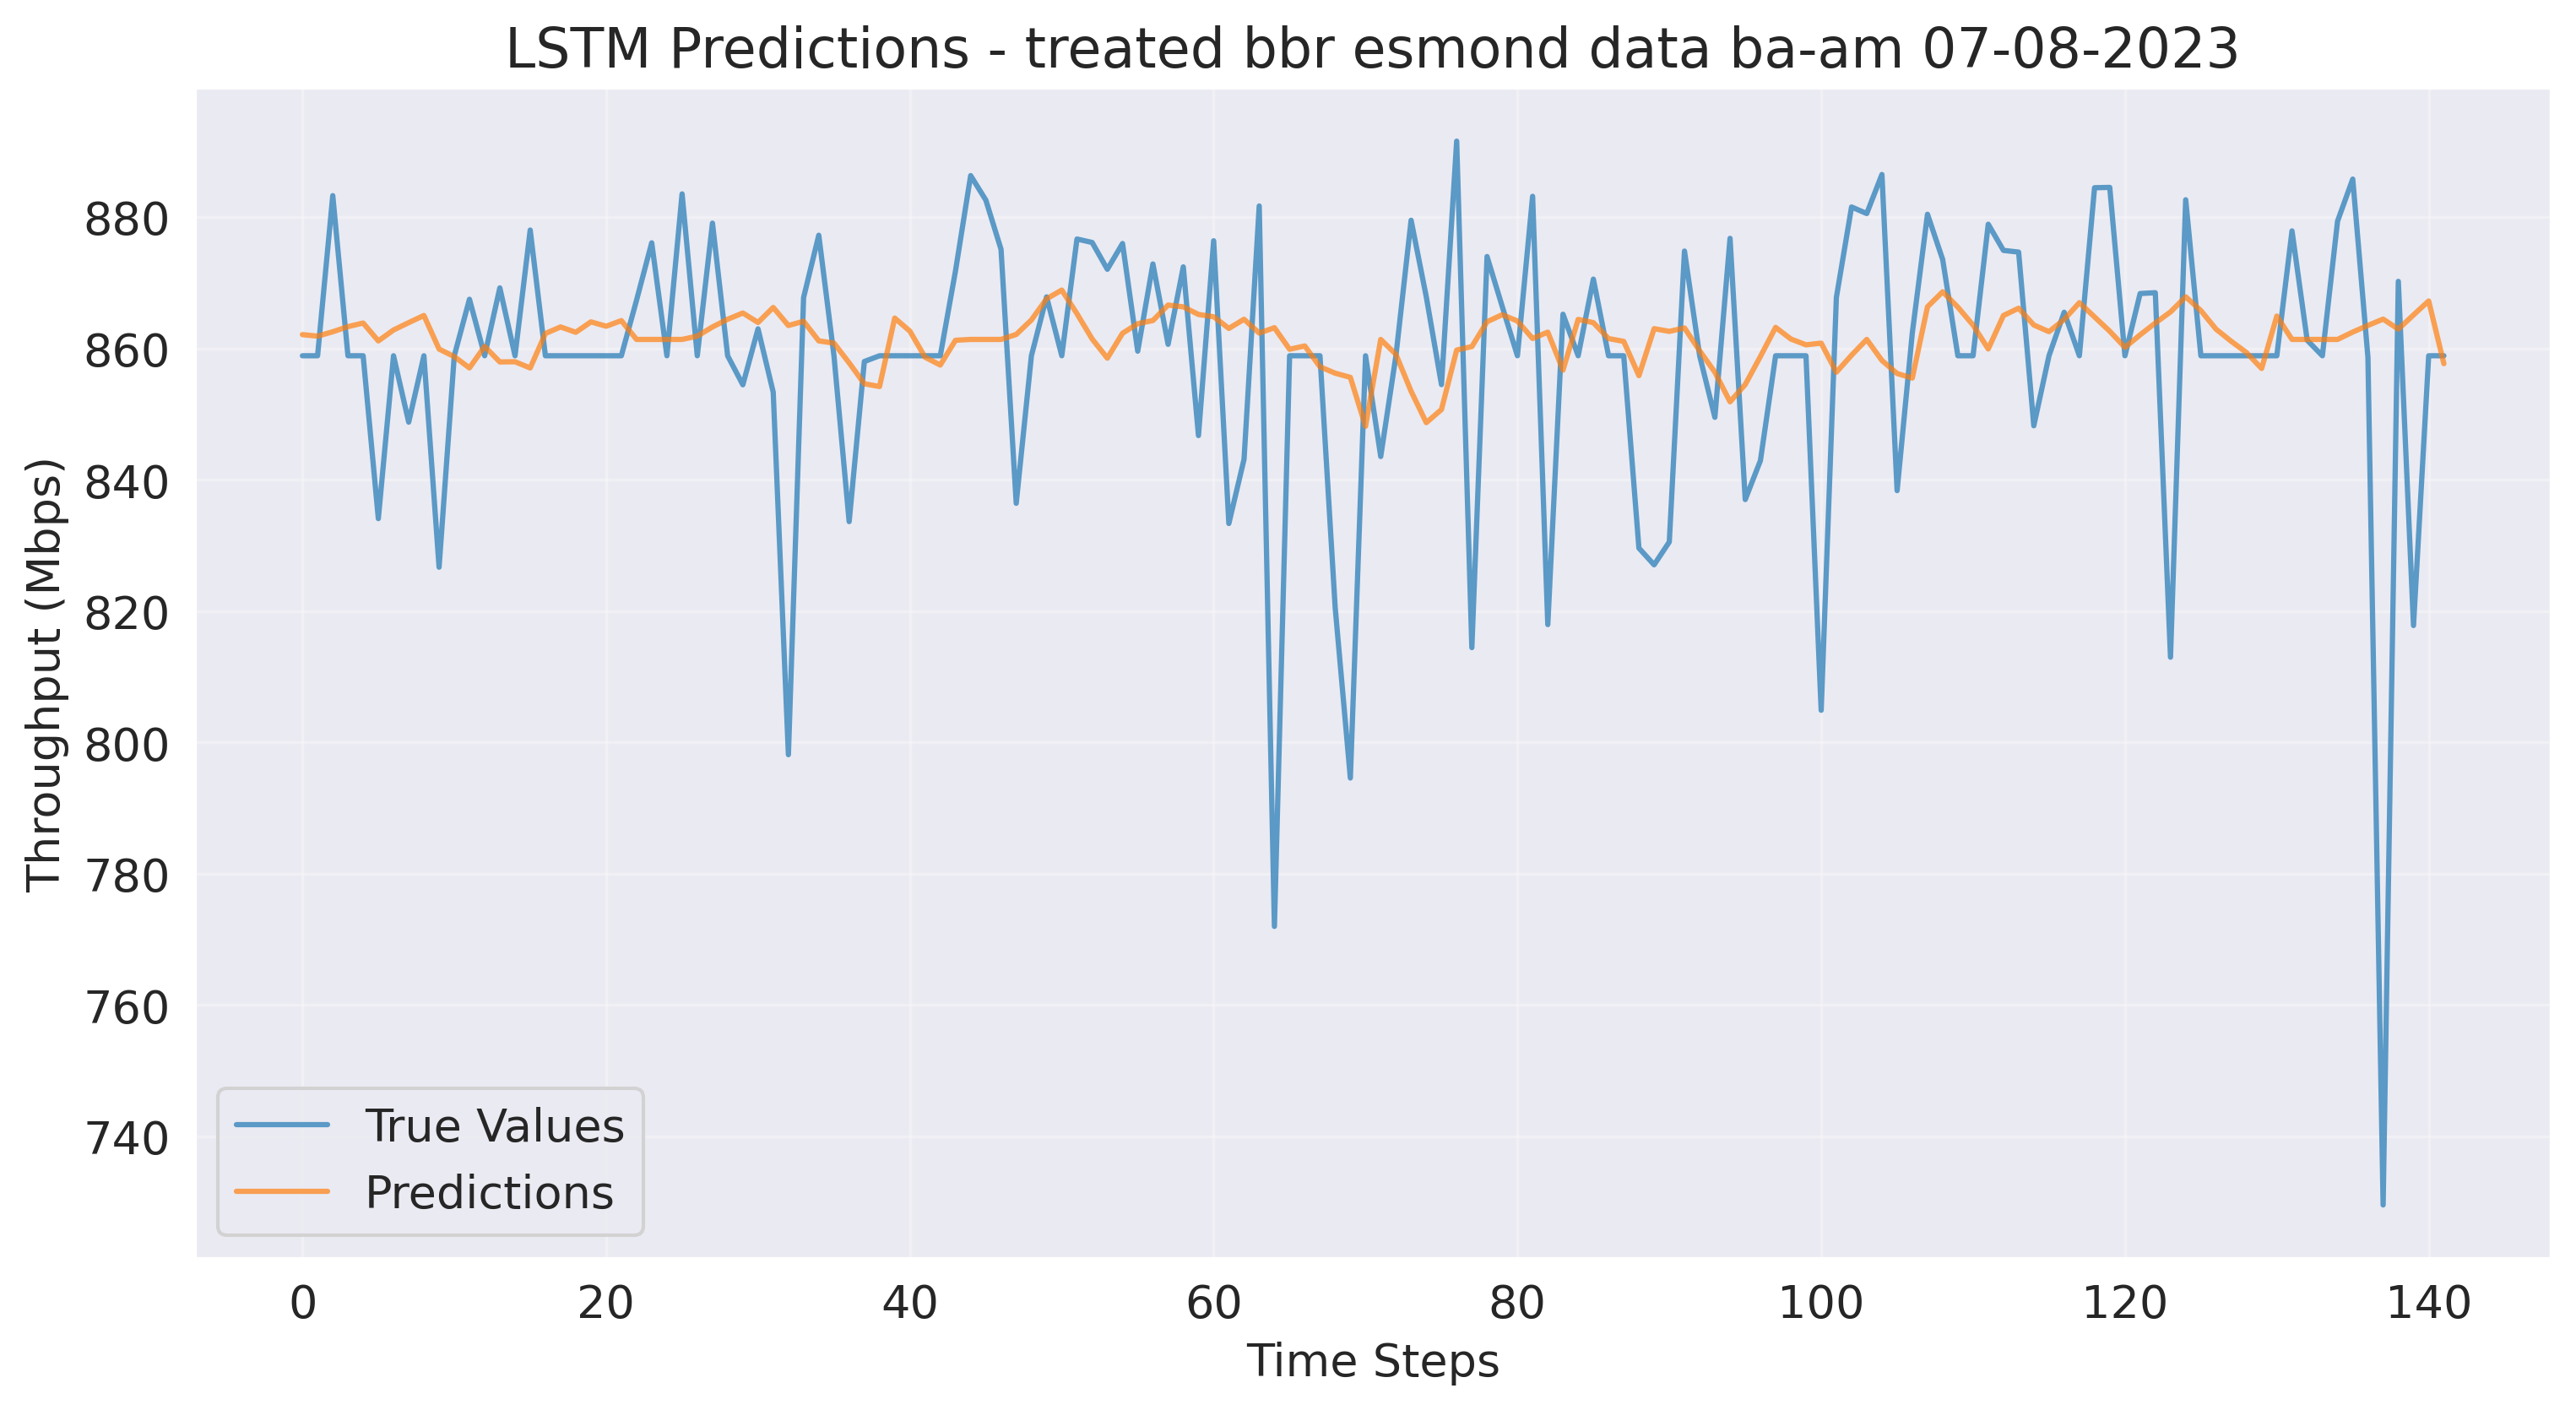 LSTM Predictions - treated bbr esmond data ba-am 07-08-2023
Throughput (Mbps)
880
860
840
820
800
780
760
740
True Values
Predictions
0 20 40 60 80 100 120 140
Time Steps